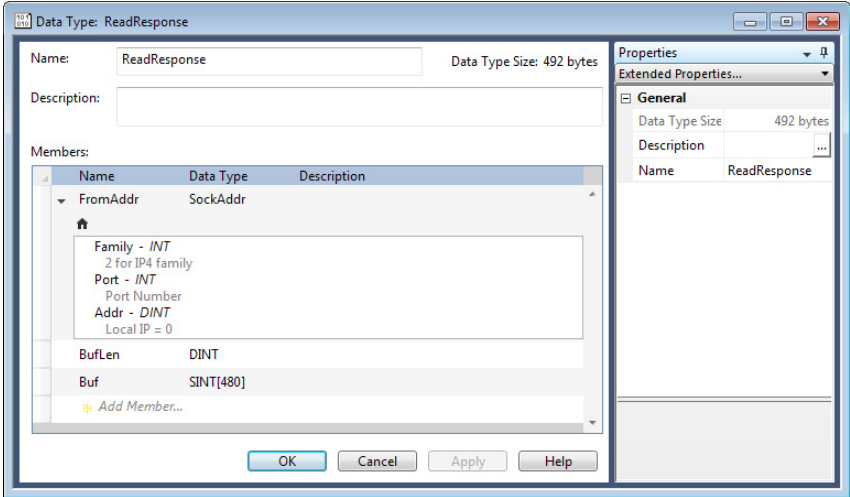 Data Type: ReadResponse
Name: ReadResponse Data Type Size: 492 bytes
Description:
Members:
Name Data Type Description
FromAddr SockAddr
Family - INT
2 for IP4 family
Port - INT
Port Number
Addr - DINT
Local IP = 0
BufLen DINT
Buf SINT[480]
Add Member...
OK Cancel Apply Help
Properties
Extended Properties...
General
Data Type Size 492 bytes
Description ...
Name ReadResponse